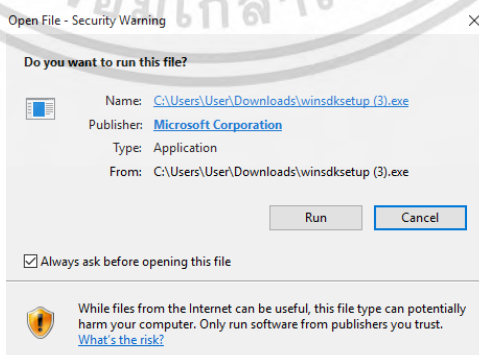 Open File - Security Warning
Do you want to run this file?
Name: C:\Users\User\Downloads\winsdksetup (3).exe
Publisher: Microsoft Corporation
Type: Application
From: C:\Users\User\Downloads\winsdksetup (3).exe
Run Cancel
Always ask before opening this file
While files from the Internet can be useful, this file type can potentially
harm your computer. Only run software from publishers you trust.
What's the risk?